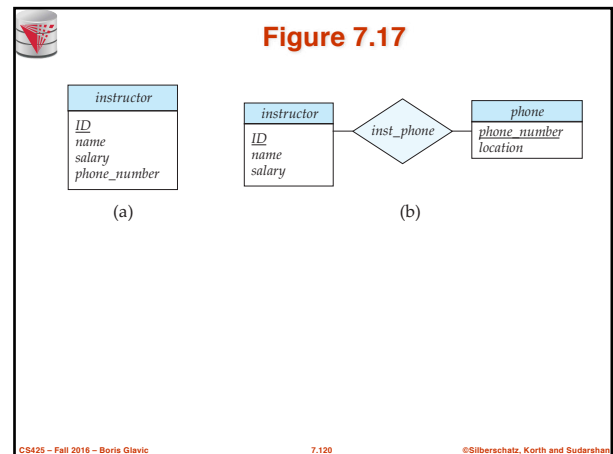 Figure 7.17
instructor
ID
name
salary
phone_number
(a)
instructor
ID
name
salary
inst_phone
phone
phone_number
location
(b)
CS425 – Fall 2016 – Boris Glavic 7.120 ©Silberschatz, Korth and Sudarshan